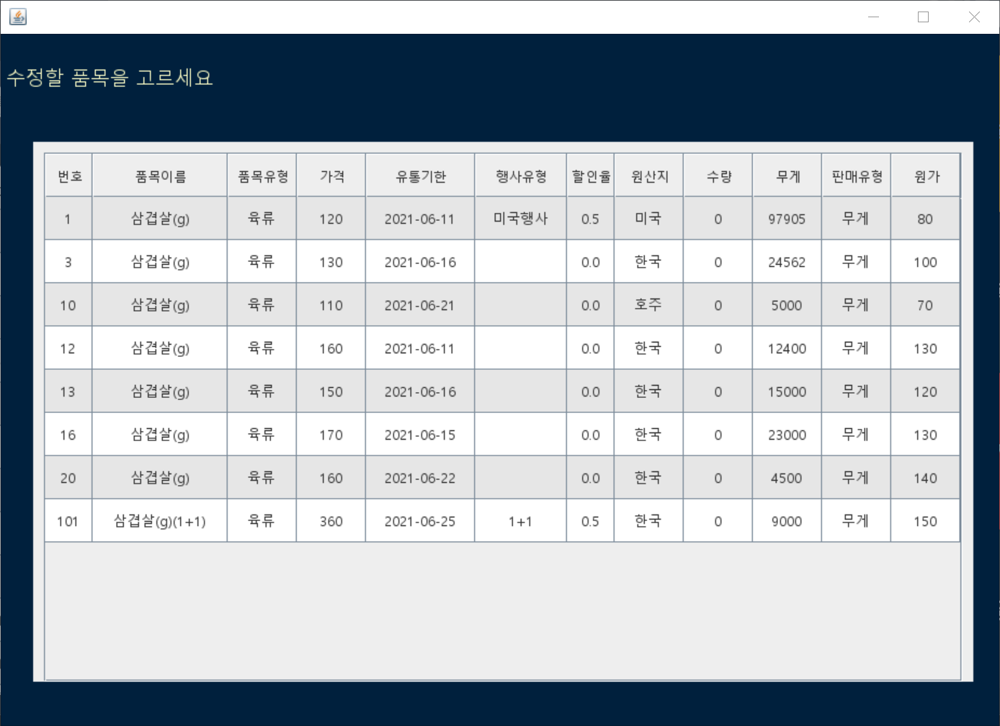 수정할 품목을 고르세요
번호 품목이름 품목유형 가격 유통기한 행사유형 할인율 원산지 수량 무게 판매유형 원가
1 삼겹살(g) 육류 120 2021-06-11 미국행사 0.5 미국 0 97905 무게 80
3 삼겹살(g) 육류 130 2021-06-16 0.0 한국 0 24562 무게 100
10 삼겹살(g) 육류 110 2021-06-21 0.0 호주 0 5000 무게 70
12 삼겹살(g) 육류 160 2021-06-11 0.0 한국 0 12400 무게 130
13 삼겹살(g) 육류 150 2021-06-16 0.0 한국 0 15000 무게 120
16 삼겹살(g) 육류 170 2021-06-15 0.0 한국 0 23000 무게 130
20 삼겹살(g) 육류 160 2021-06-22 0.0 한국 0 4500 무게 140
101 삼겹살(g)(1+1) 육류 360 2021-06-25 1+1 0.5 한국 0 9000 무게 150